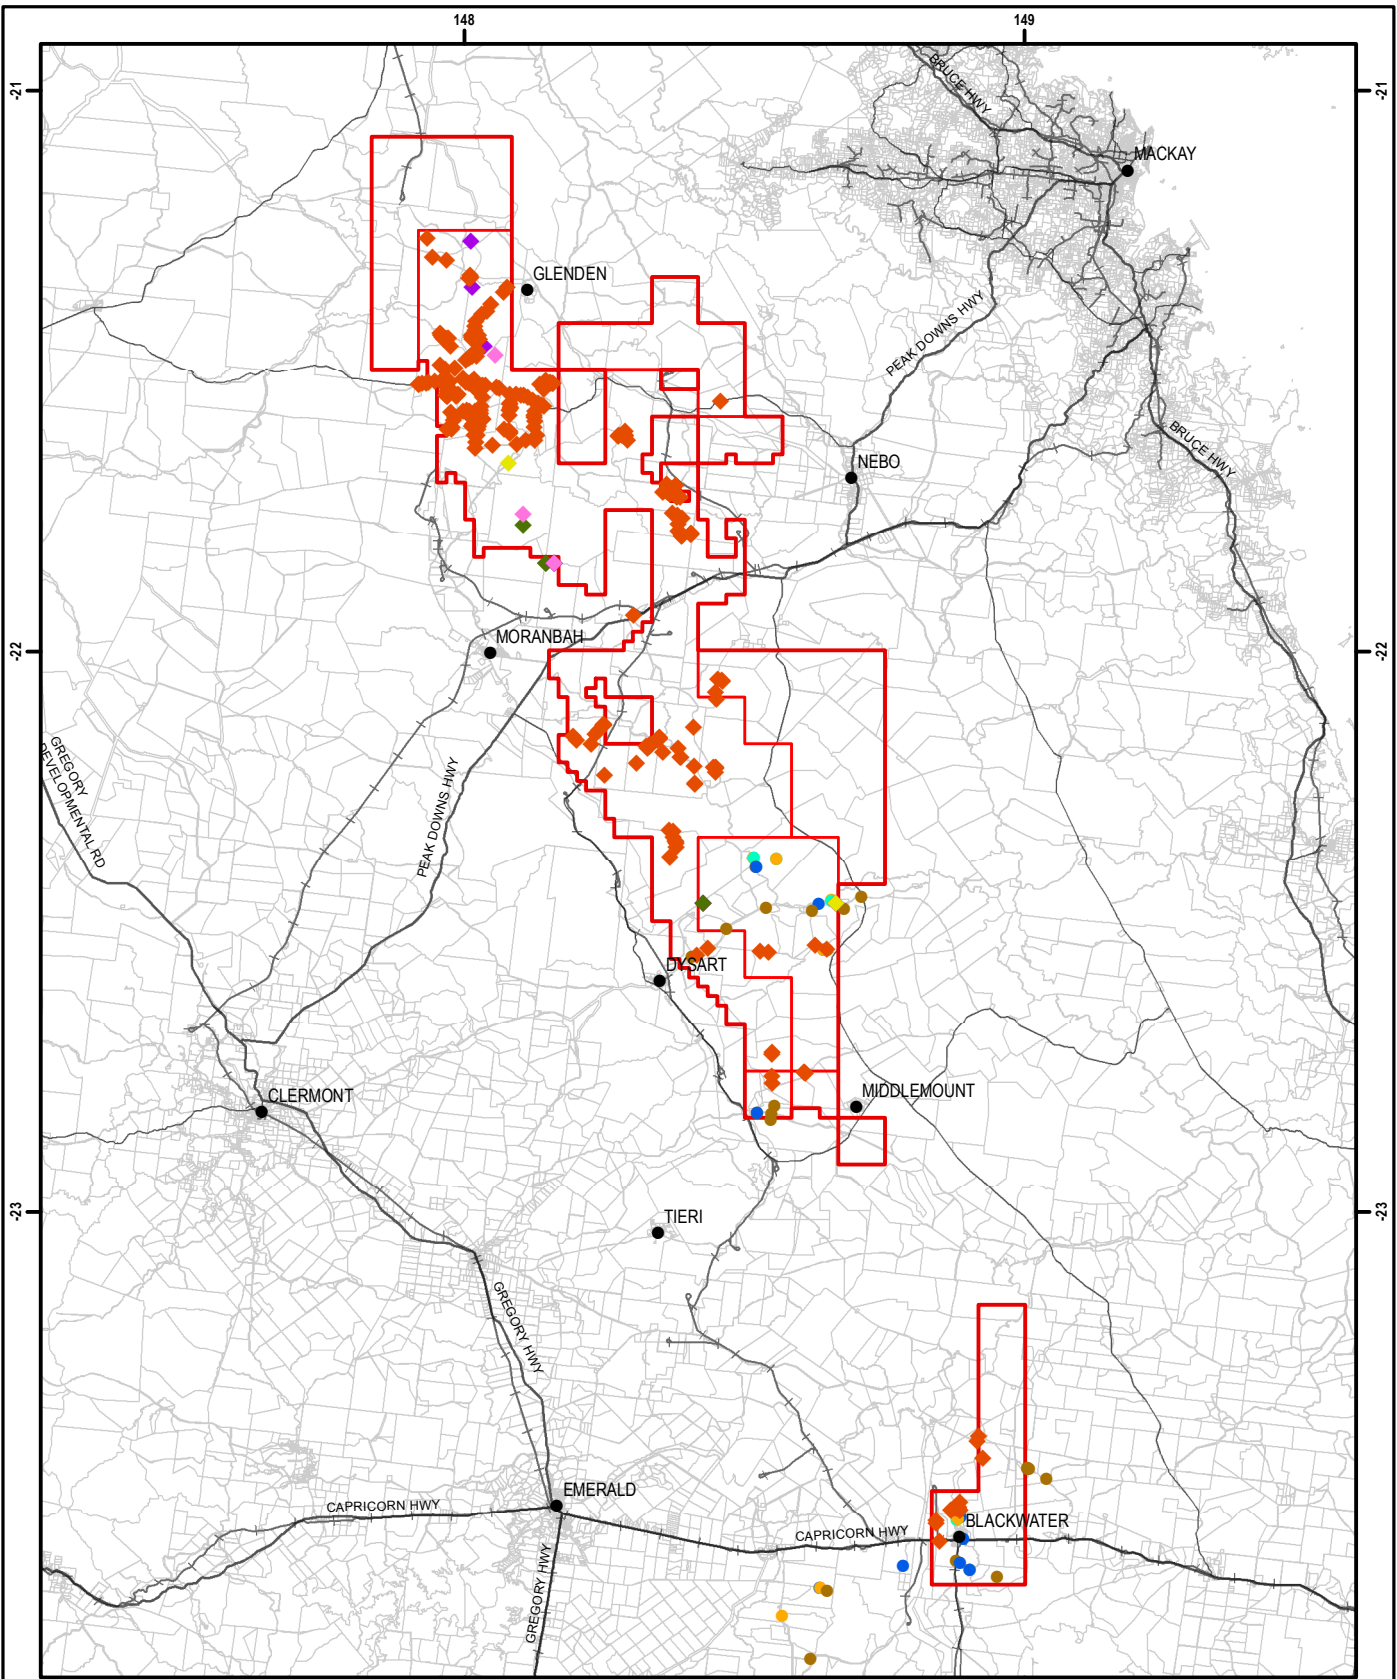 148
149
-21
-21
BRUCE HWY
MACKAY
GLENDEN
PEAK DOWNS HWY
BRUCE HWY
NEBO
-22
-22
MORANBAH
GREGORY
DEVELOPMENTAL RD
PEAK DOWNS HWY
DYSART
CLERMONT
MIDDLEMOUNT
-23
-23
TIERI
GREGORY HWY
EMERALD
CAPRICORN HWY
CAPRICORN HWY
BLACKWATER
GREGORY HWY